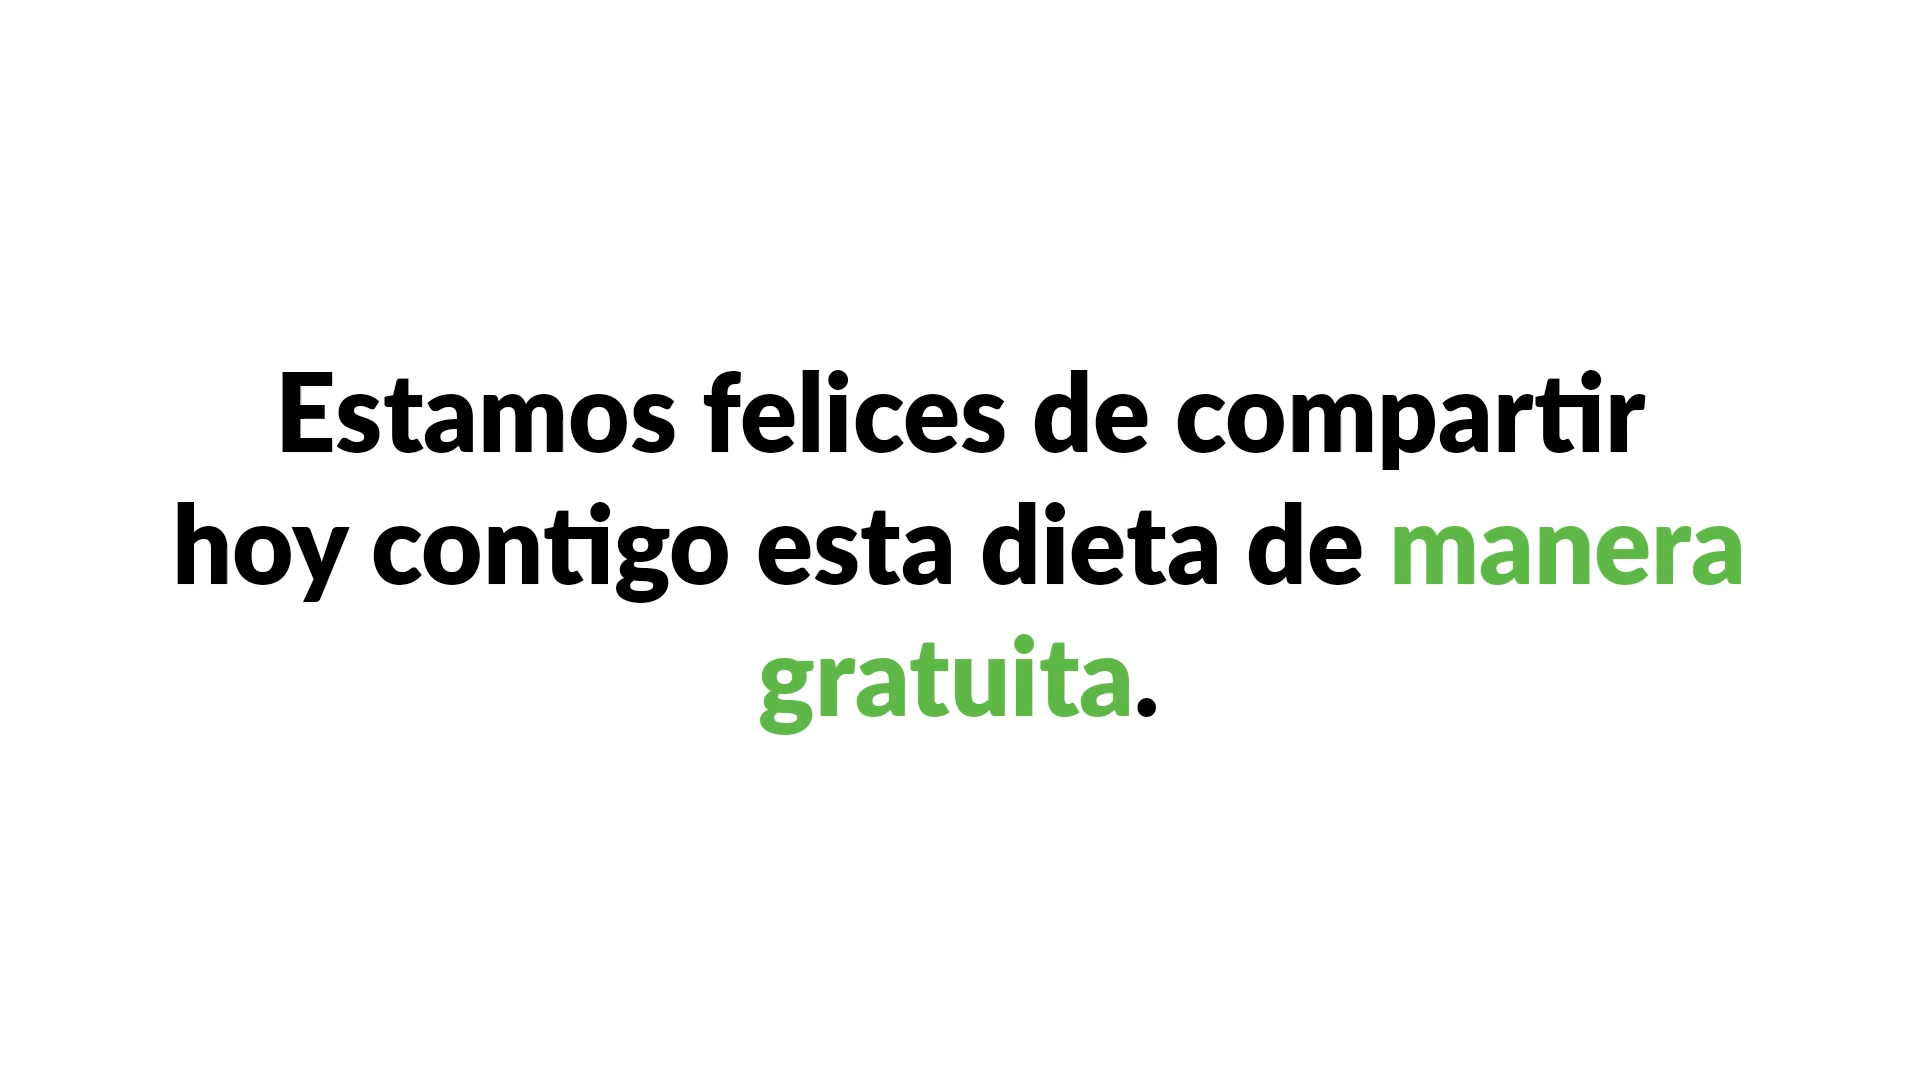 Estamos felices de compartir
hoy contigo esta dieta de manera
gratuita.